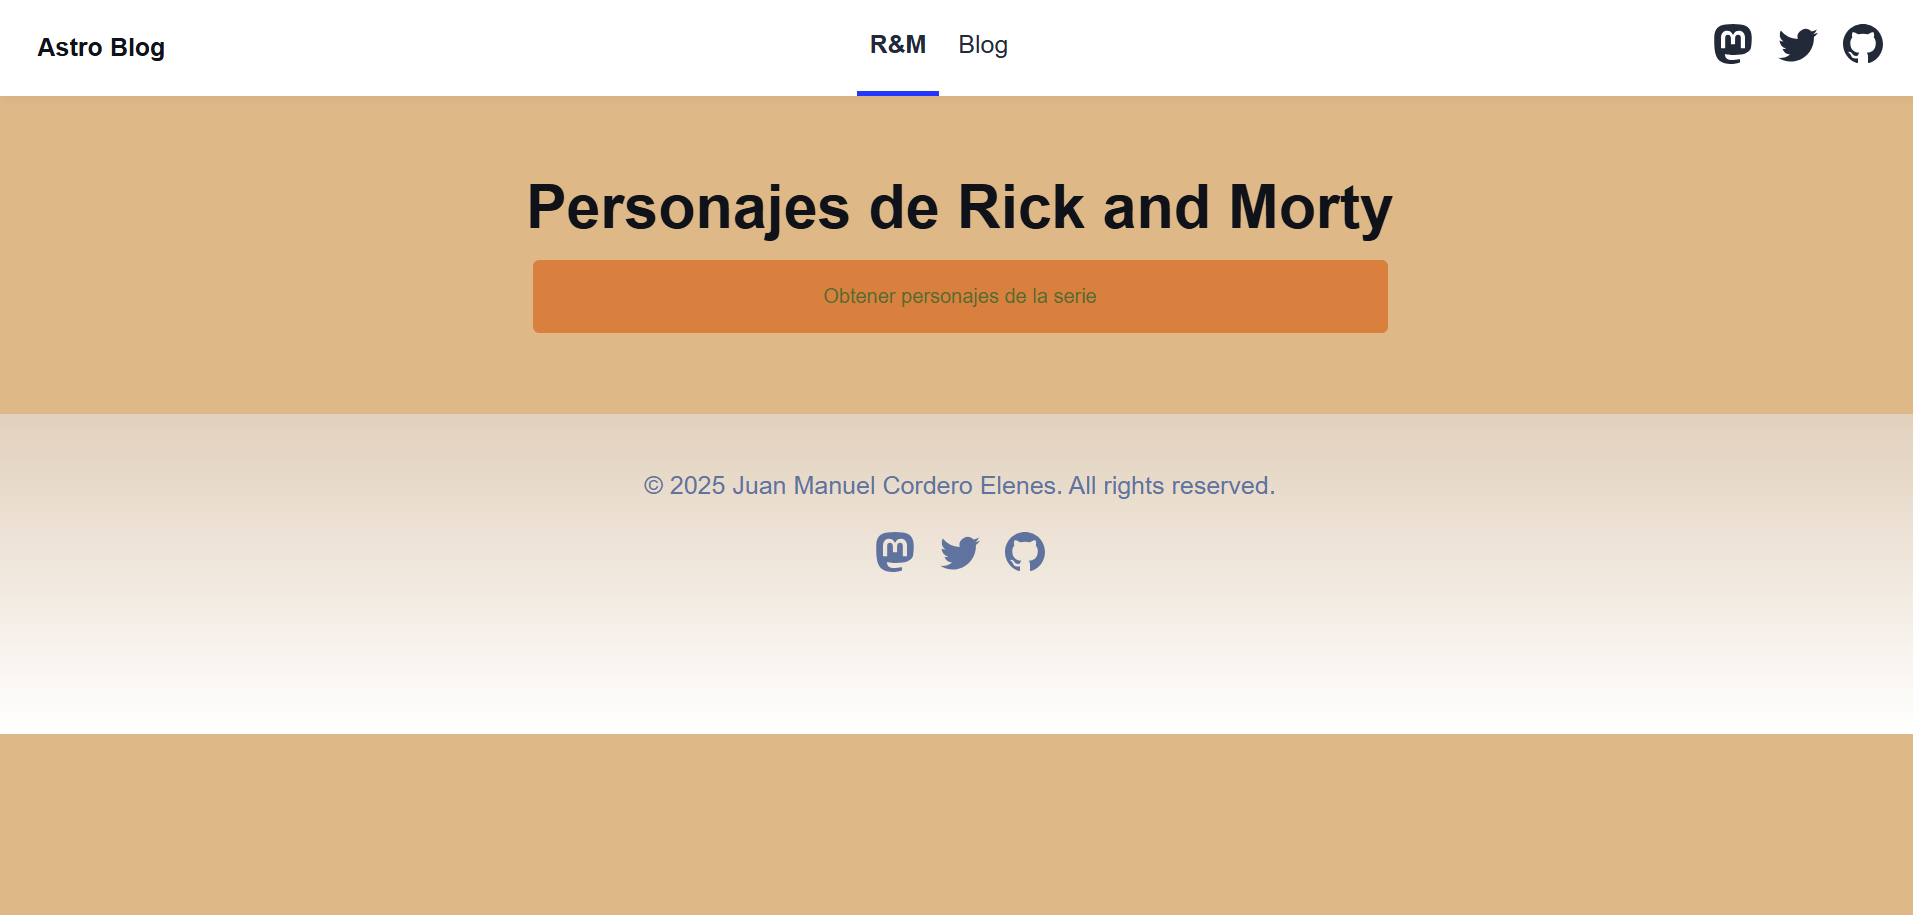 Astro Blog
R&M
Blog
Personajes de Rick and Morty
Obtener personajes de la serie
© 2025 Juan Manuel Cordero Elenes. All rights reserved.